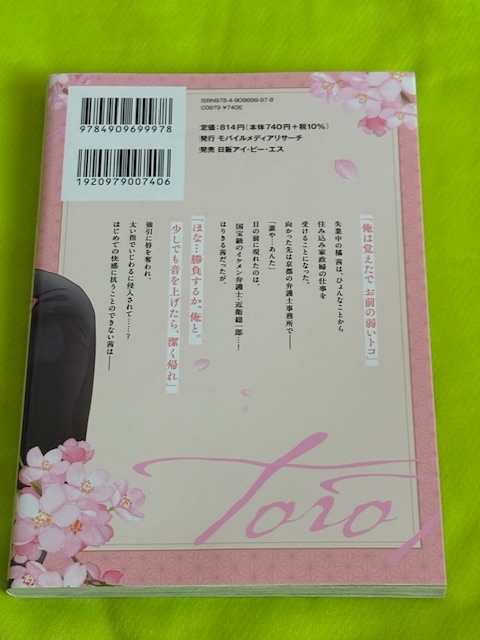 ISBN978-4-909699-97-8
C0979 ¥740E
9784909699978
1920979007406
定価：814円（本体740円＋税10%）
発行 モバイルメディアリサーチ
発売 日販アイ・ピー・エス
「俺は覚えたで お前の弱いトコ」
失業中の橘 茜は、ひょんなことから
住み込み家政婦の仕事を
受けることになった。
向かった先は京都の弁護士事務所で――
「誰や…あんた」
目の前に現れたのは、
国宝級のイケメン弁護士・近衛総一郎…！
はりきる茜だったが、
「ほな…勝負するか、俺と。
少しでも音を上げたら、潔く帰れ」
強引に唇を奪われ、
太い指でいじわるに侵入されて……？
はじめての快感に抗うことのできない茜は――
Toro